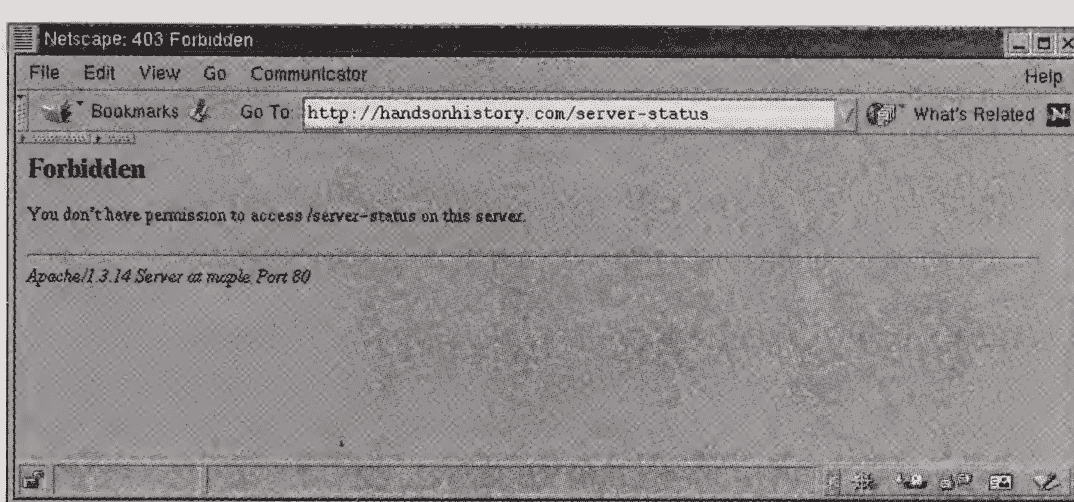 Netscape: 403 Forbidden
File Edit View Go Communicator Help
Bookmarks Go To: http://handsonhistory.com/server-status What's Related N
Forbidden
You don't have permission to access /server-status on this server.
Apache/1.3.14 Server at maple Port 80